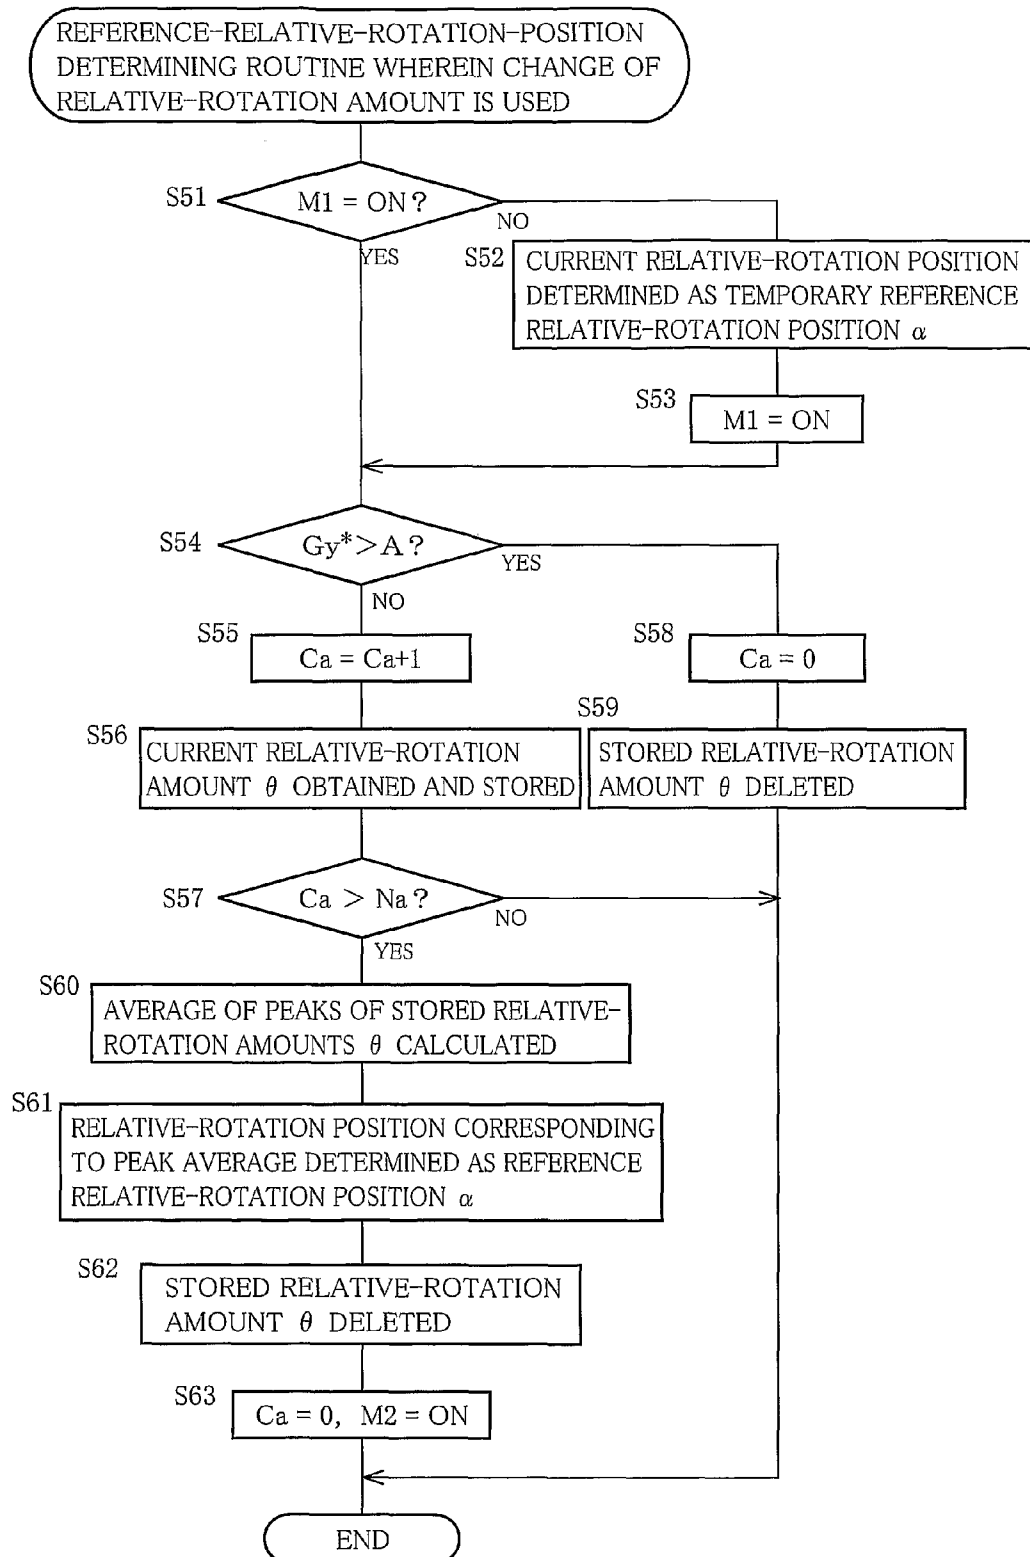 REFERENCE-RELATIVE-ROTATION-POSITION
DETERMINING ROUTINE WHEREIN CHANGE OF
RELATIVE-ROTATION AMOUNT IS USED
S51
M1 = ON?
NO
YES
S52
CURRENT RELATIVE-ROTATION POSITION
DETERMINED AS TEMPORARY REFERENCE
RELATIVE-ROTATION POSITION α
S53
M1 = ON
S54
Gy*>A?
YES
NO
S55
Ca = Ca+1
S58
Ca = 0
S56
CURRENT RELATIVE-ROTATION
AMOUNT θ OBTAINED AND STORED
S59
STORED RELATIVE-ROTATION
AMOUNT θ DELETED
S57
Ca > Na?
NO
YES
S60
AVERAGE OF PEAKS OF STORED RELATIVE-
ROTATION AMOUNTS θ CALCULATED
S61
RELATIVE-ROTATION POSITION CORRESPONDING
TO PEAK AVERAGE DETERMINED AS REFERENCE
RELATIVE-ROTATION POSITION α
S62
STORED RELATIVE-ROTATION
AMOUNT θ DELETED
S63
Ca = 0, M2 = ON
END